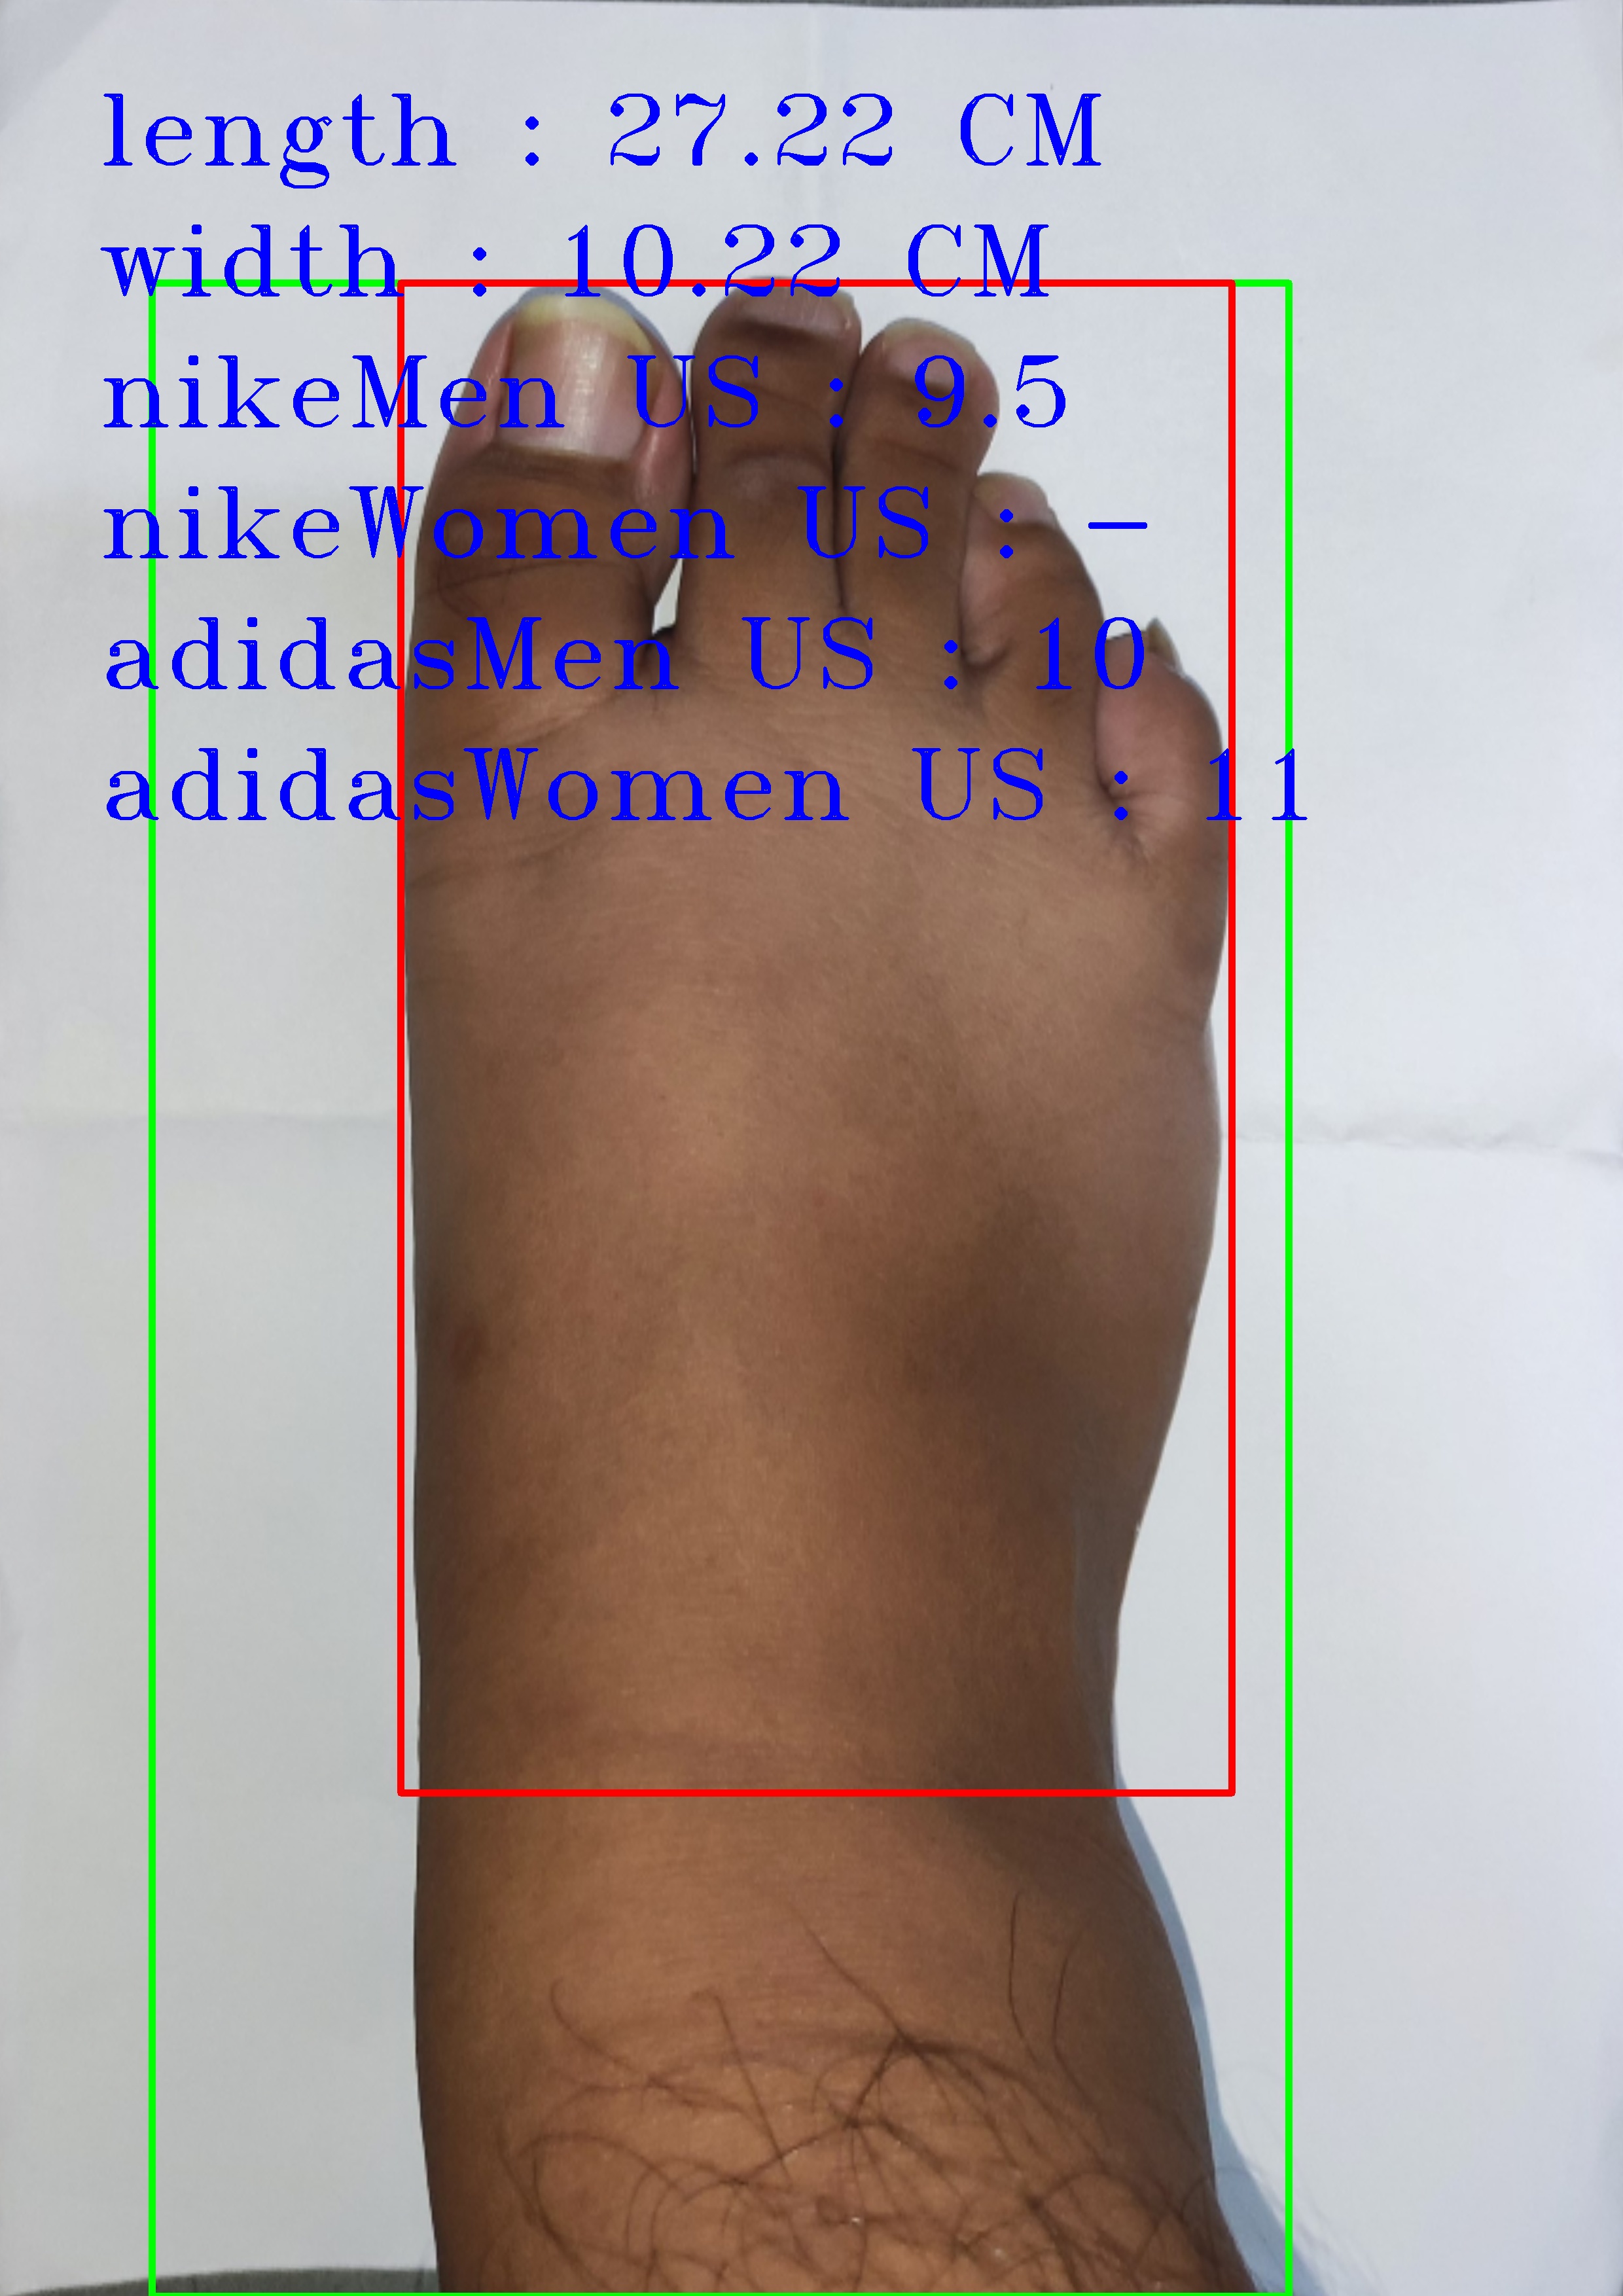 length : 27.22 CM
width : 10.22 CM
nikeMen US : 9.5
nikeWomen US : -
adidasMen US : 10
adidasWomen US : 11